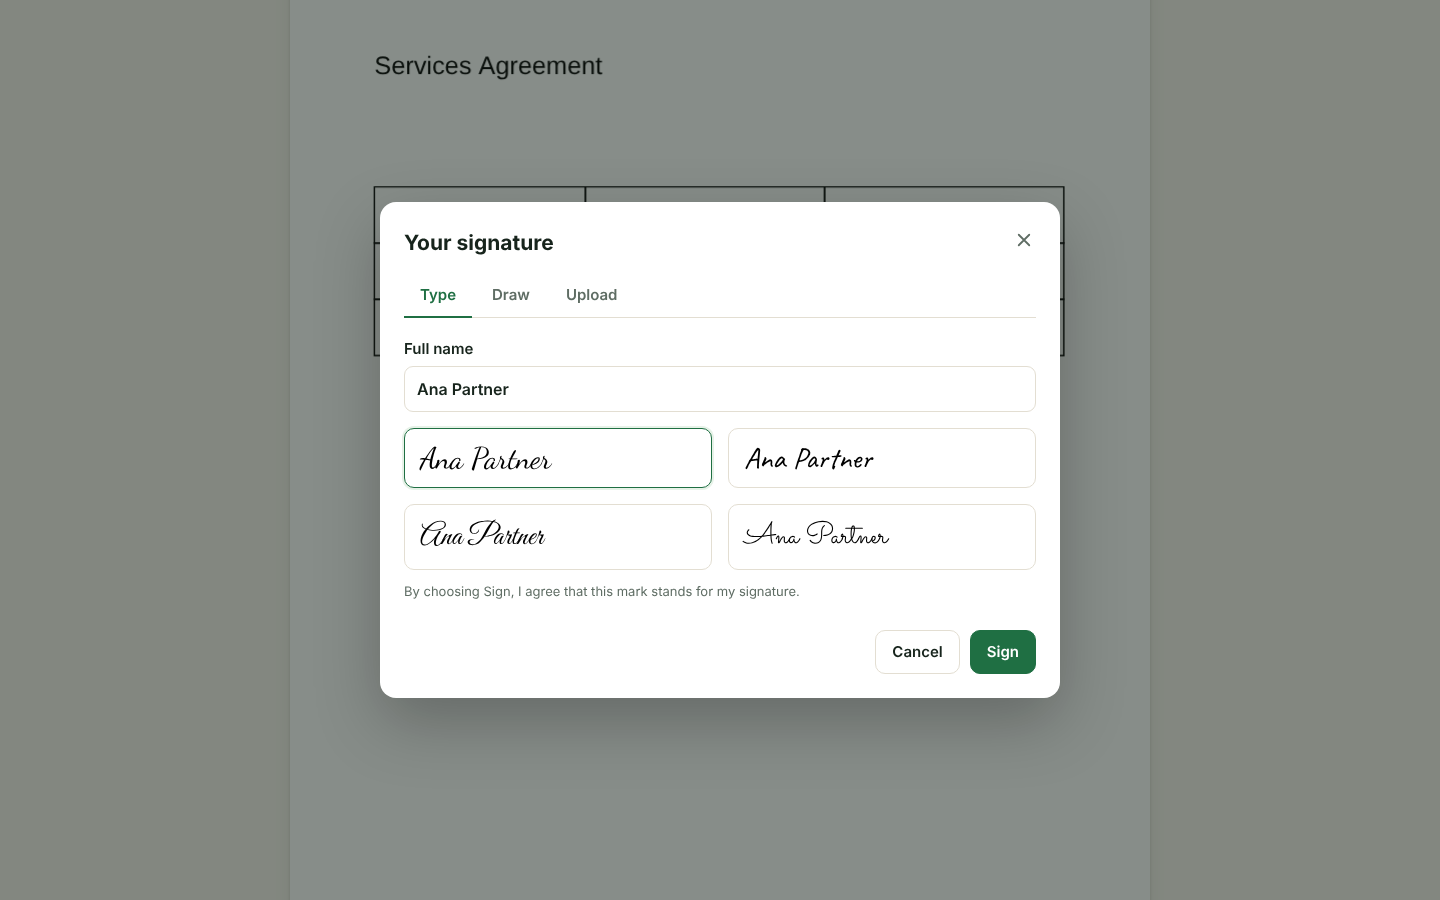 Services Agreement
Your signature
Type Draw Upload
Full name
Ana Partner
Ana Partner Ana Partner
Ana Partner Ana Partner
By choosing Sign, I agree that this mark stands for my signature.
Cancel Sign